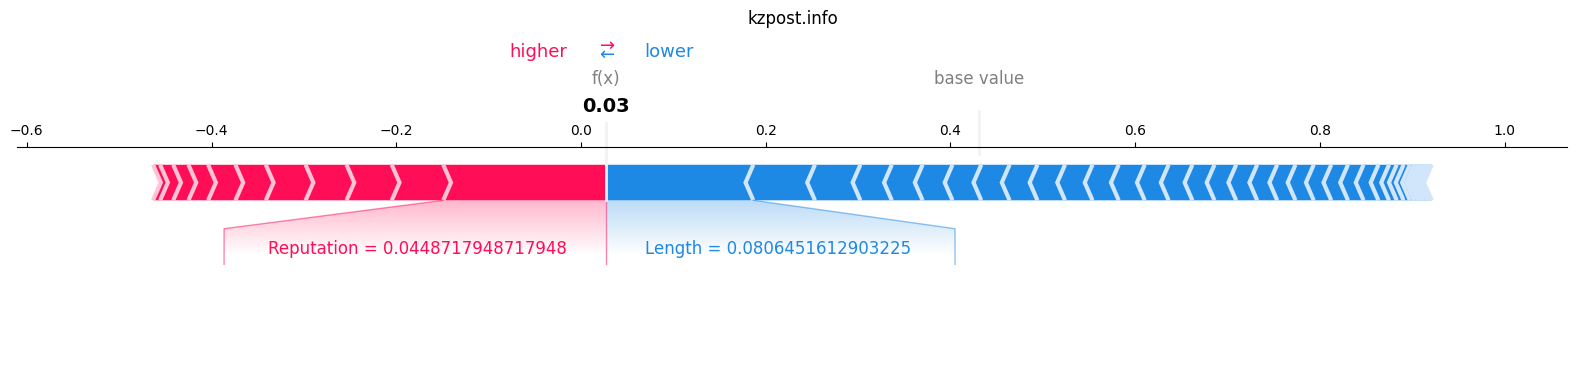 kzpost.info
higher ⇄ lower
f(x) base value
0.03
−0.6 −0.4 −0.2 0.0 0.2 0.4 0.6 0.8 1.0
Reputation = 0.0448717948717948 Length = 0.0806451612903225